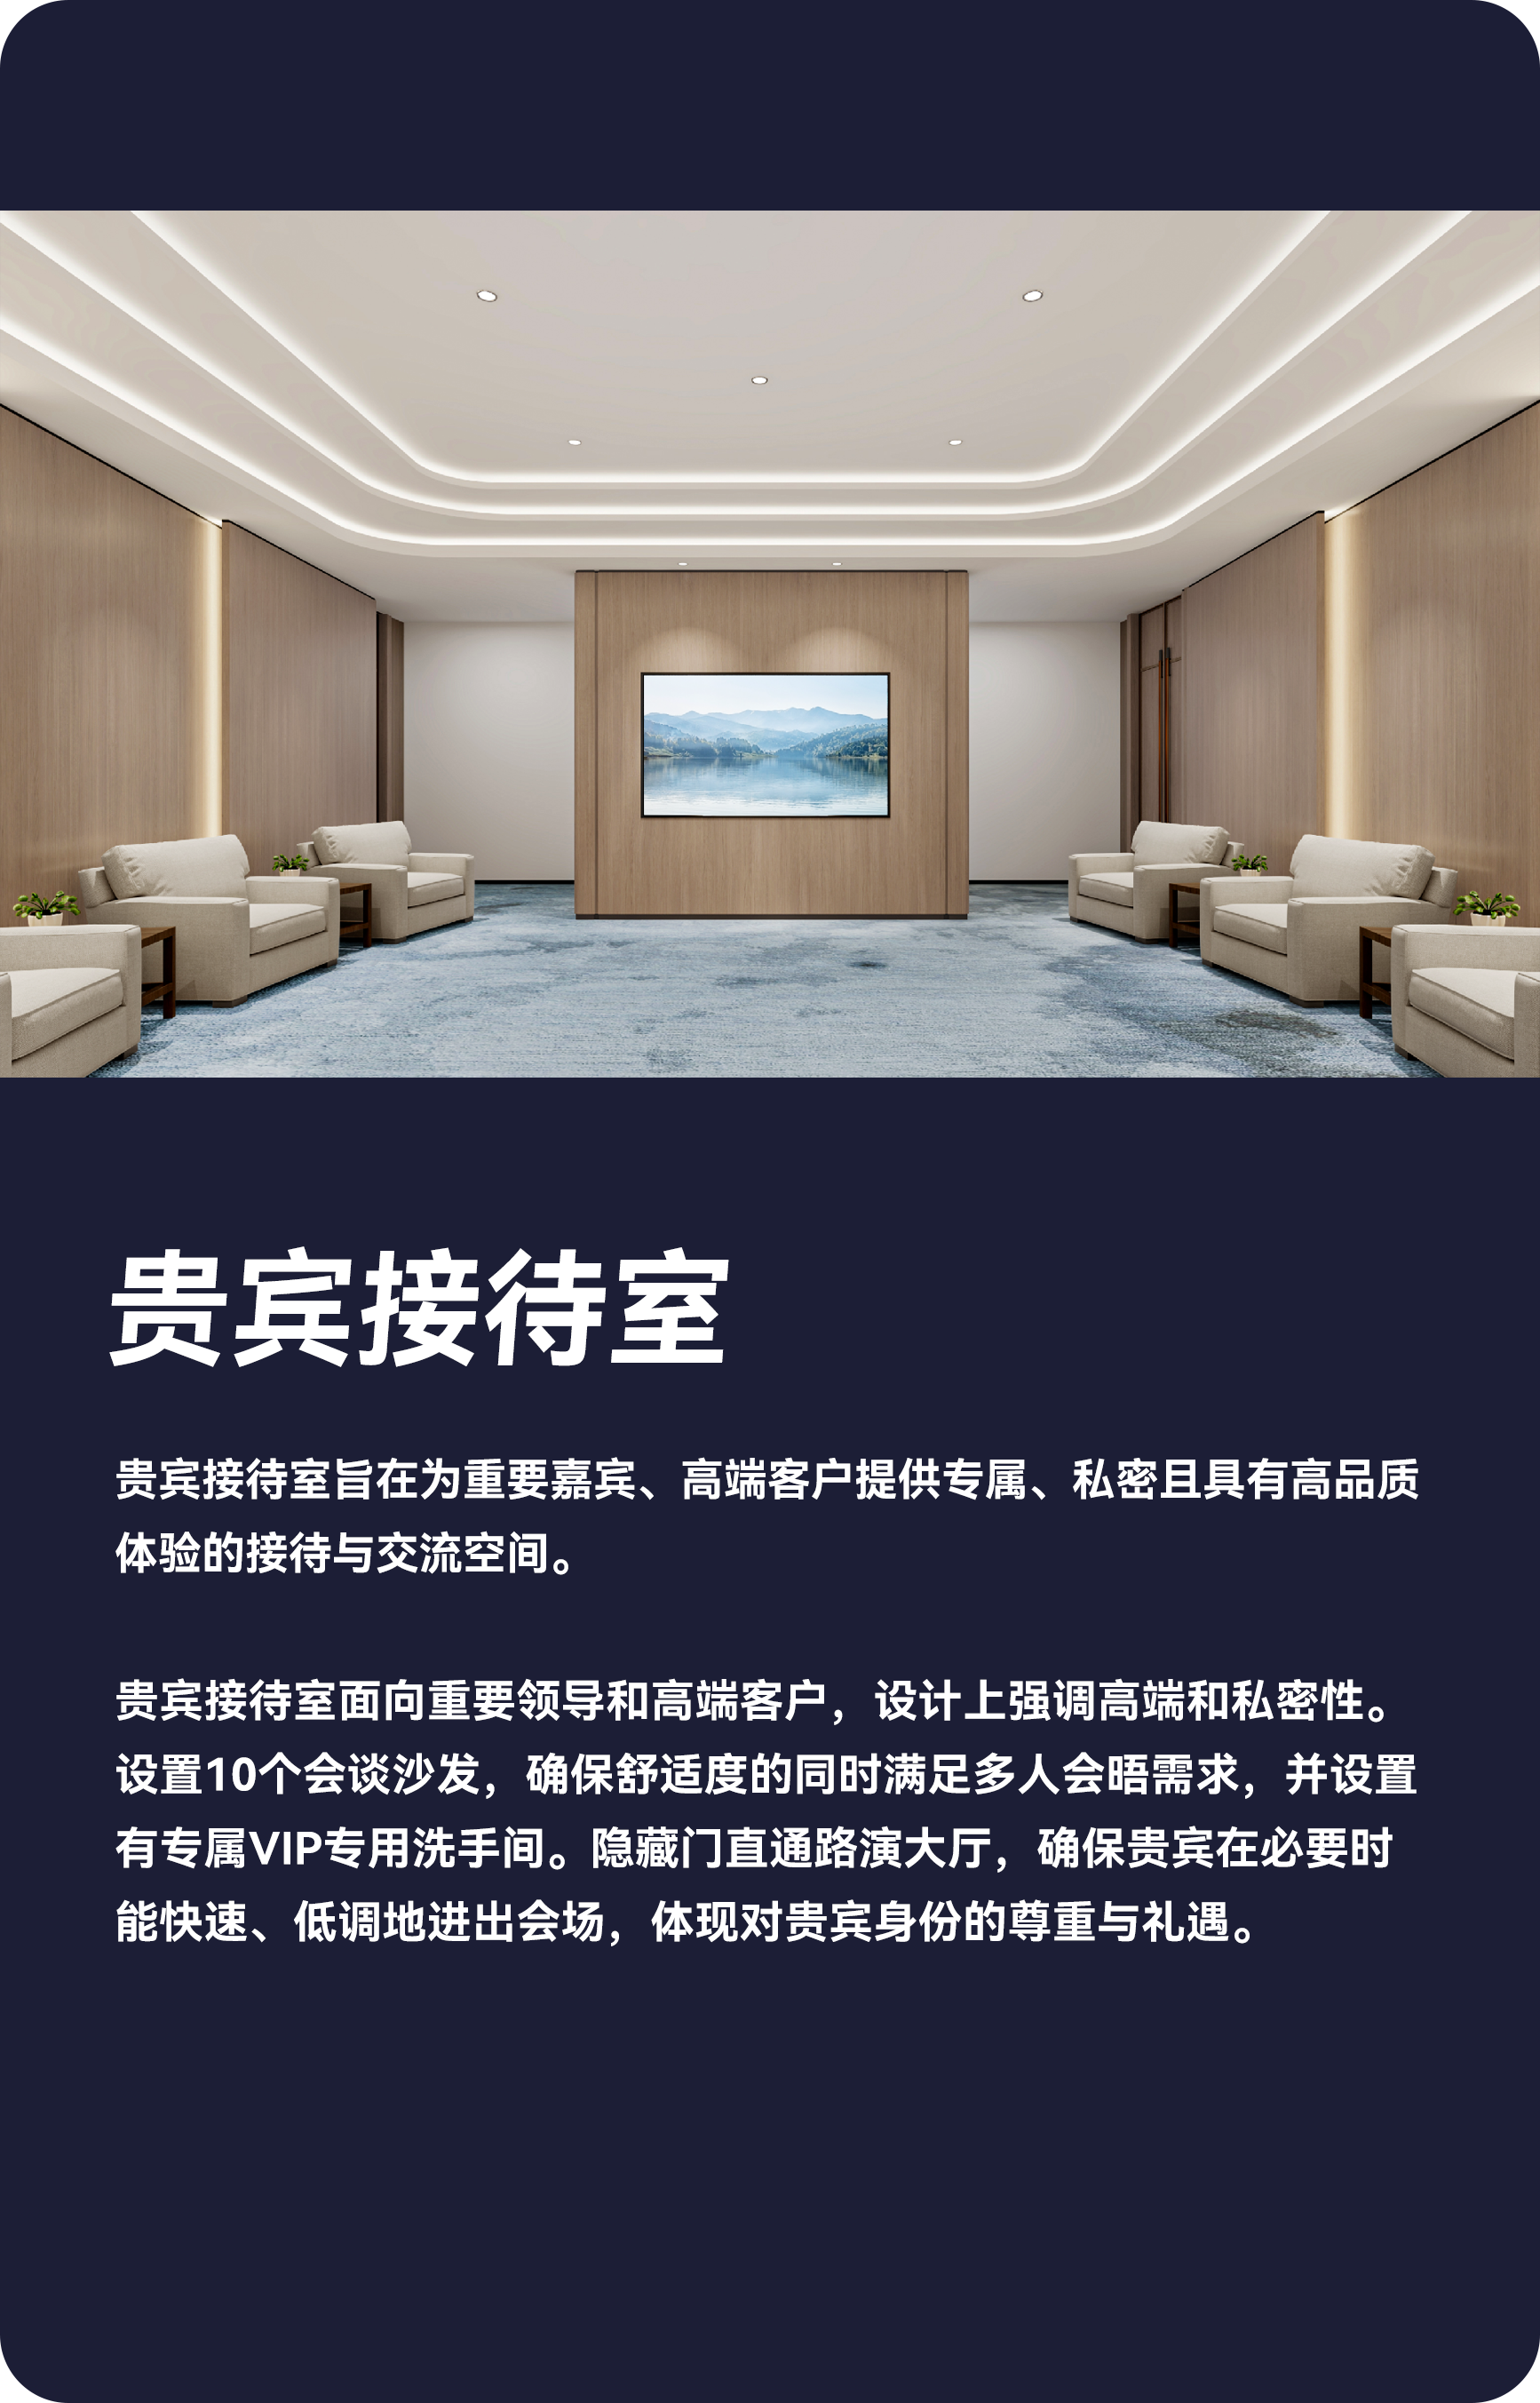 贵宾接待室
贵宾接待室旨在为重要嘉宾、高端客户提供专属、私密且具有高品质
体验的接待与交流空间。
贵宾接待室面向重要领导和高端客户，设计上强调高端和私密性。
设置10个会谈沙发，确保舒适度的同时满足多人会晤需求，并设置
有专属VIP专用洗手间。隐藏门直通路演大厅，确保贵宾在必要时
能快速、低调地进出会场，体现对贵宾身份的尊重与礼遇。